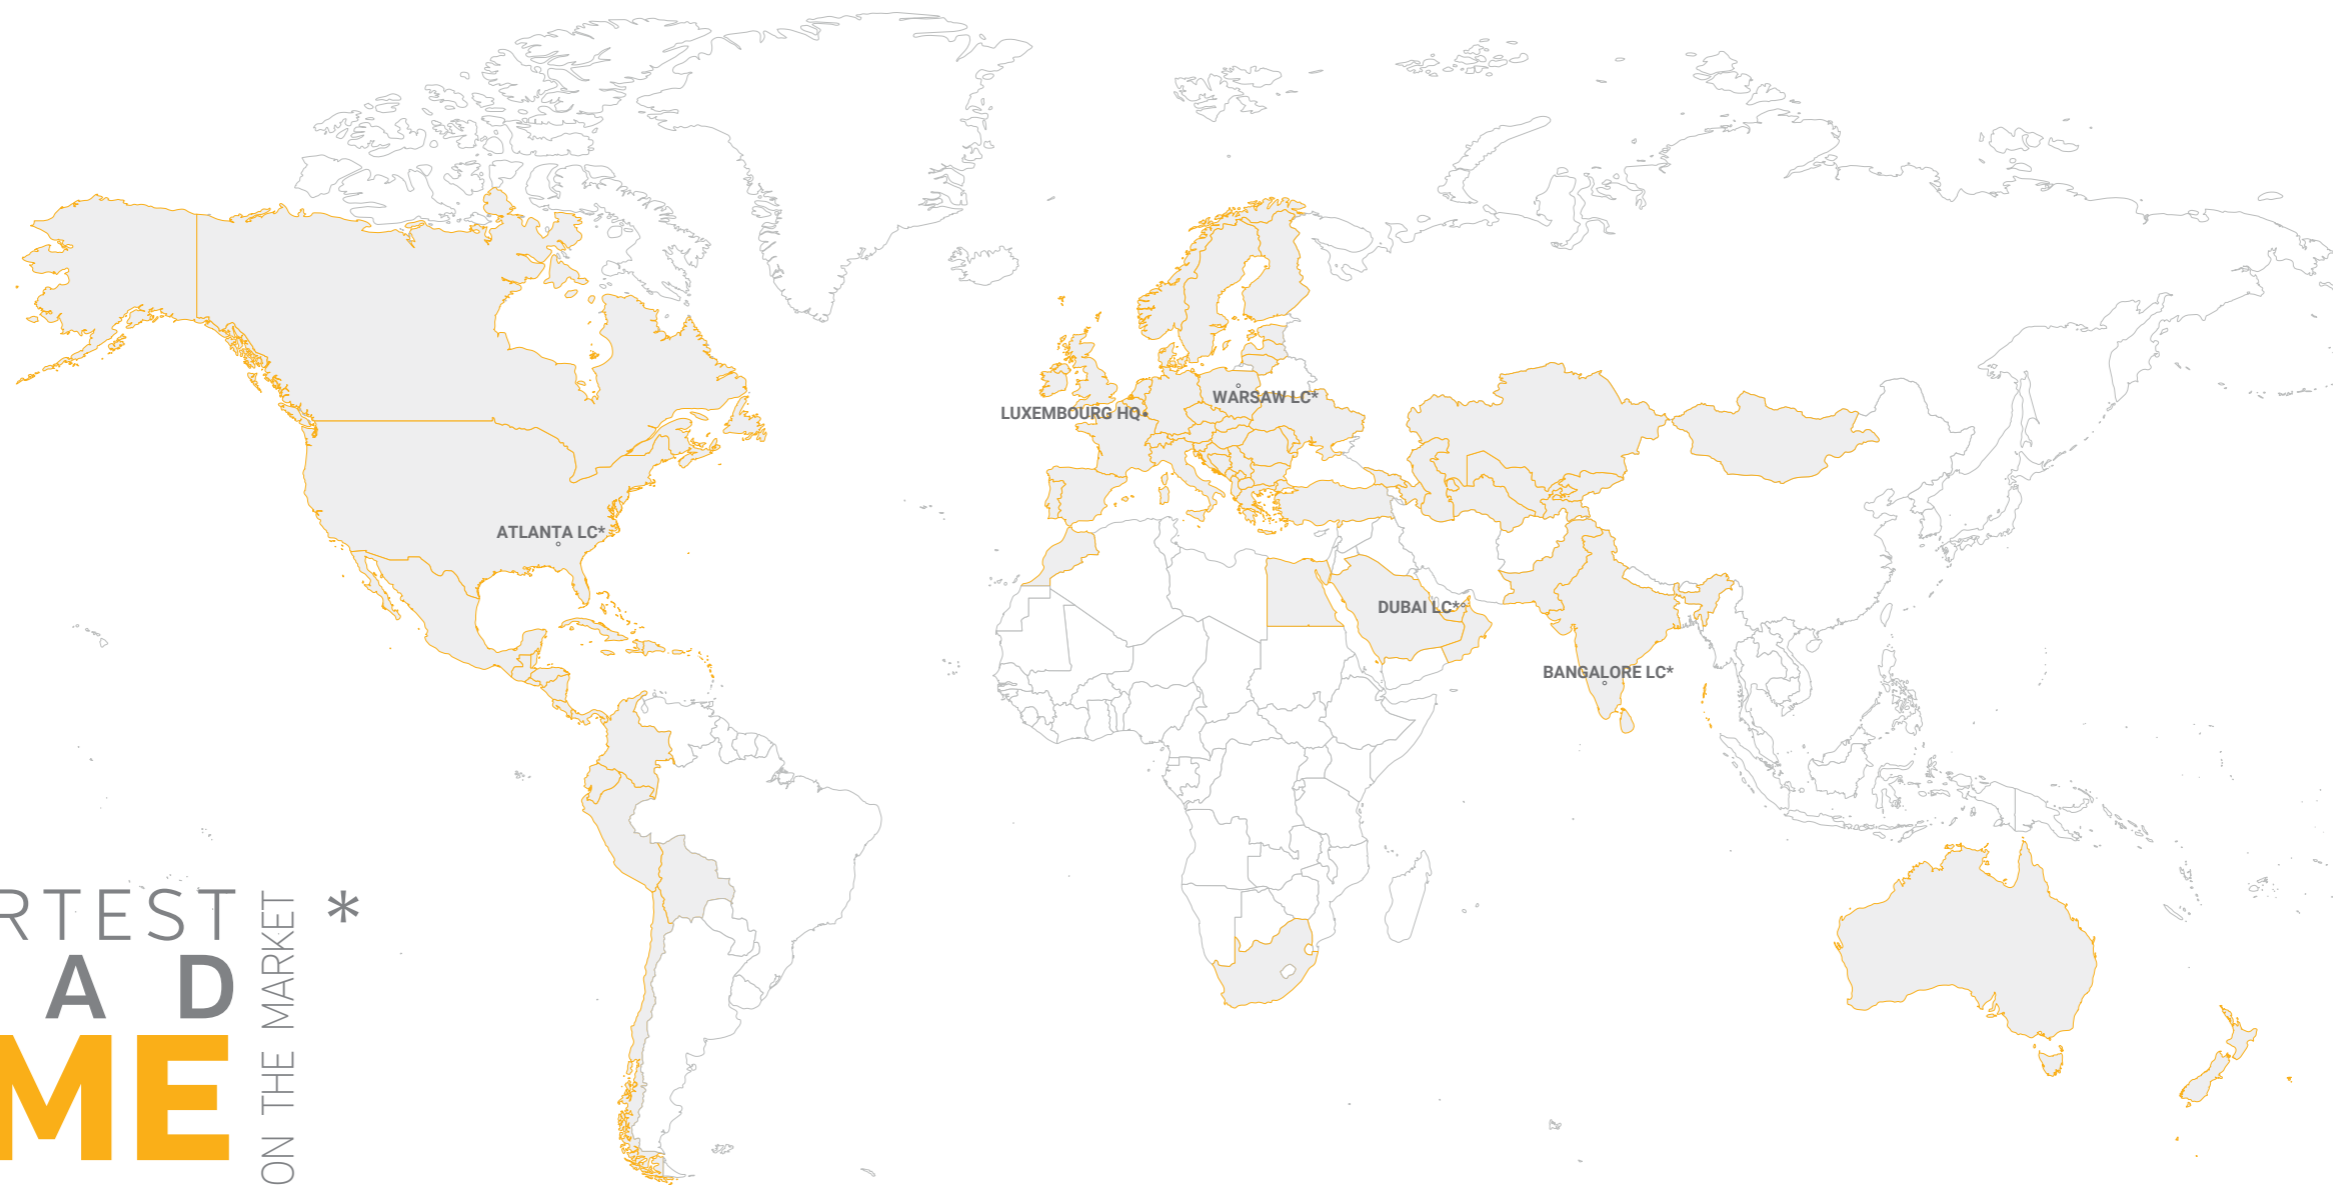 WARSAW LC*
LUXEMBOURG HQ
ATLANTA LC*
DUBAI LC*
BANGALORE LC*
RTEST
A D
ME
ON THE MARKET
*